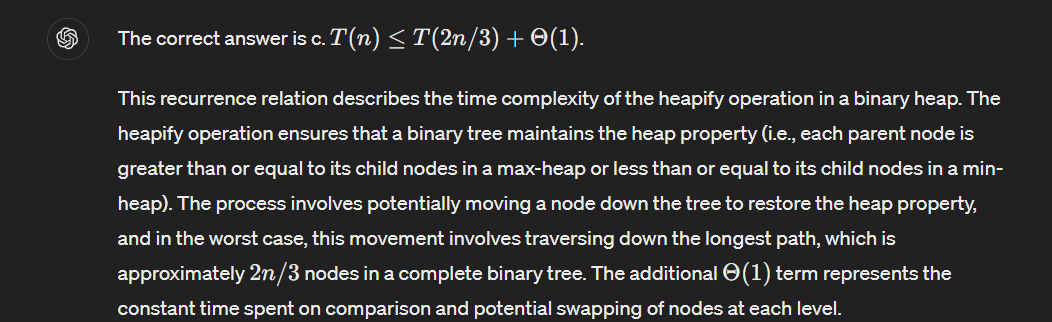 The correct answer is c. T(n) ≤ T(2n/3) + Θ(1).
This recurrence relation describes the time complexity of the heapify operation in a binary heap. The
heapify operation ensures that a binary tree maintains the heap property (i.e., each parent node is
greater than or equal to its child nodes in a max-heap or less than or equal to its child nodes in a min-
heap). The process involves potentially moving a node down the tree to restore the heap property,
and in the worst case, this movement involves traversing down the longest path, which is
approximately 2n/3 nodes in a complete binary tree. The additional Θ(1) term represents the
constant time spent on comparison and potential swapping of nodes at each level.